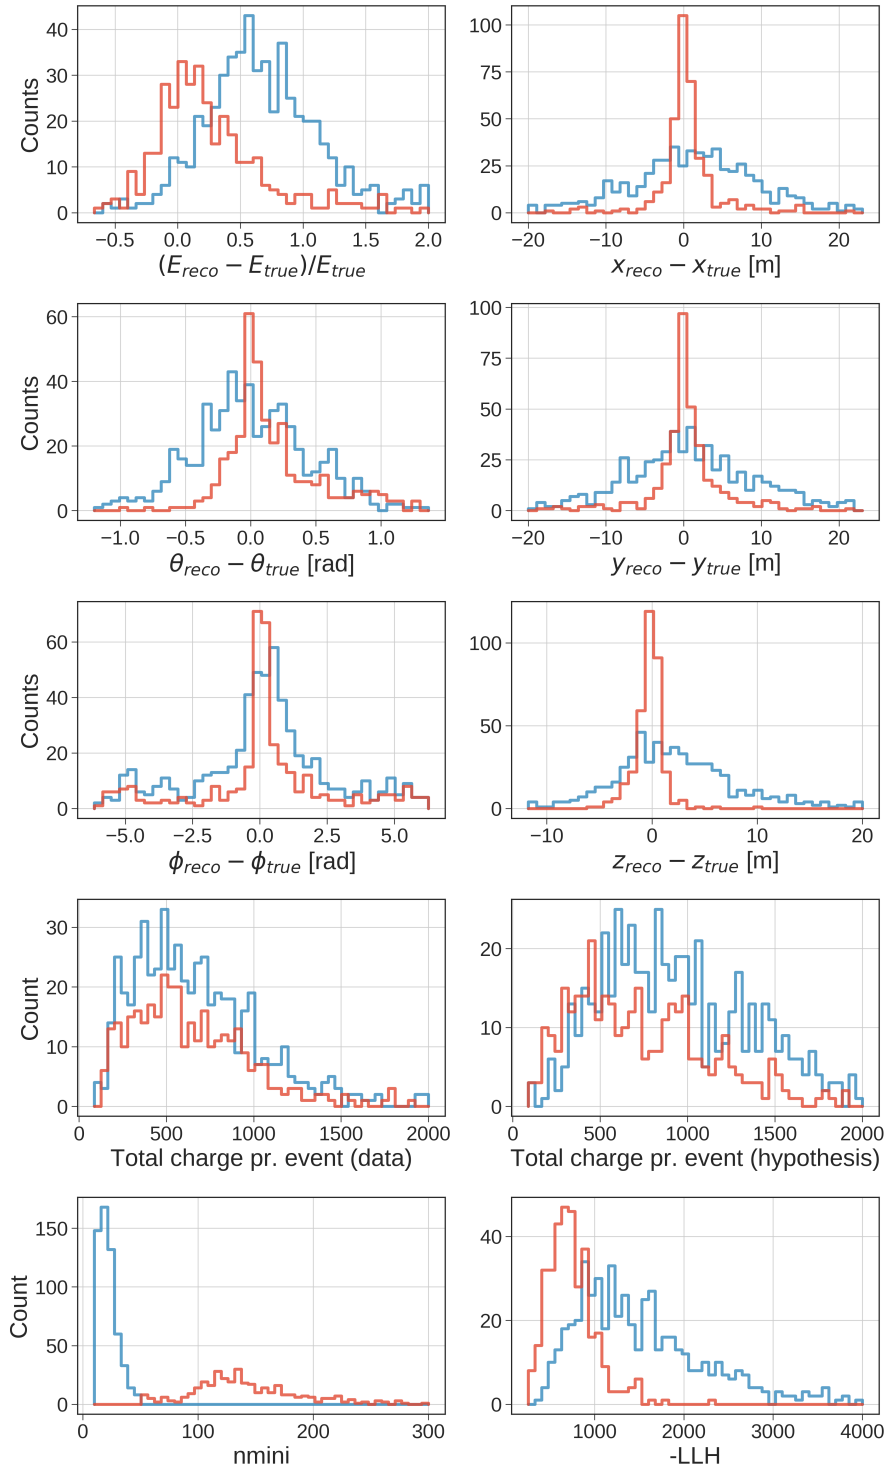 40
30
20
10
0
Counts
−0.5 0.0 0.5 1.0 1.5 2.0
(E_reco − E_true)/E_true
100
75
50
25
0
−20 −10 0 10 20
x_reco − x_true [m]
60
40
20
0
Counts
−1.0 −0.5 0.0 0.5 1.0
θ_reco − θ_true [rad]
100
75
50
25
0
−20 −10 0 10 20
y_reco − y_true [m]
60
40
20
0
Counts
−5.0 −2.5 0.0 2.5 5.0
ϕ_reco − ϕ_true [rad]
100
50
0
−10 0 10 20
z_reco − z_true [m]
30
20
10
0
Count
0 500 1000 1500 2000
Total charge pr. event (data)
20
10
0
0 500 1000 1500 2000
Total charge pr. event (hypothesis)
150
100
50
0
Count
0 100 200 300
nmini
40
20
0
1000 2000 3000 4000
-LLH